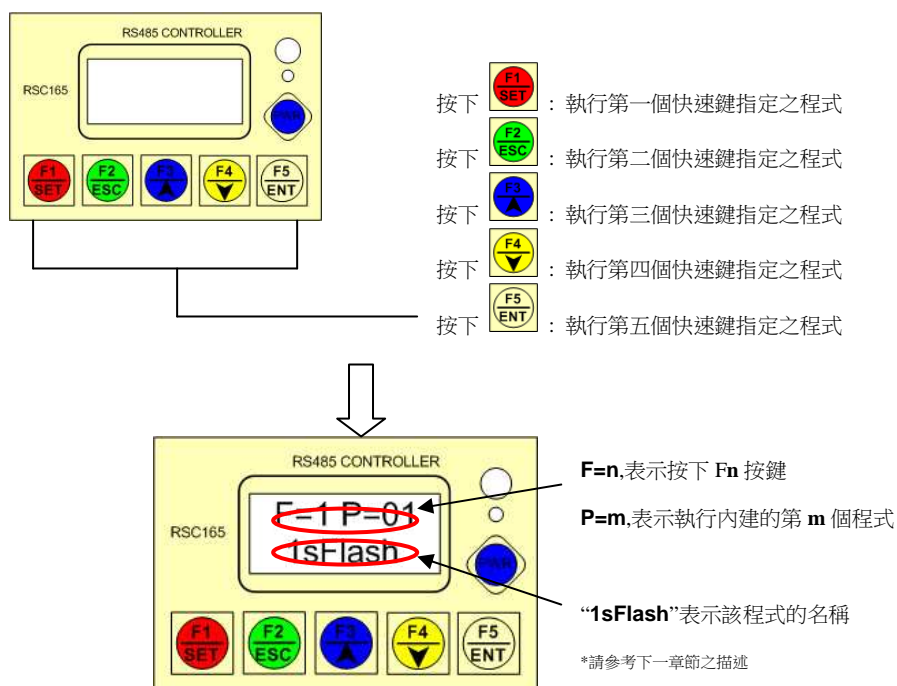 RS485 CONTROLLER
RSC165
PWR
F1
SET
F2
ESC
F3
F4
F5
ENT
按下 F1 SET : 執行第一個快速鍵指定之程式
按下 F2 ESC : 執行第二個快速鍵指定之程式
按下 F3 : 執行第三個快速鍵指定之程式
按下 F4 : 執行第四個快速鍵指定之程式
按下 F5 ENT : 執行第五個快速鍵指定之程式
RS485 CONTROLLER
RSC165
F=1 P=01
1sFlash
PWR
F1
SET
F2
ESC
F3
F4
F5
ENT
F=n,表示按下 Fn 按鍵
P=m,表示執行內建的第 m 個程式
“1sFlash”表示該程式的名稱
*請參考下一章節之描述